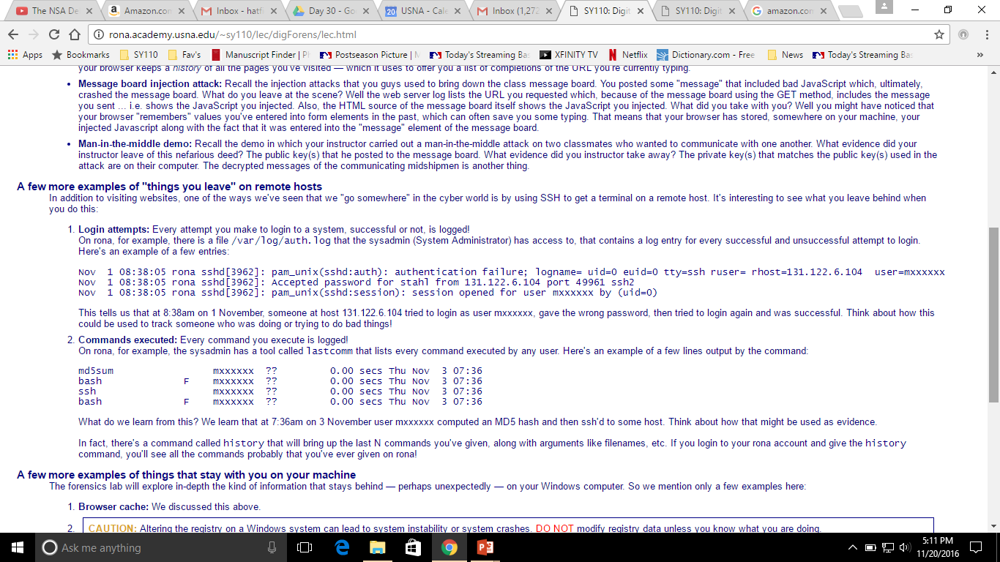 The NSA De
Amazon.con
Inbox - hatfi
Day 30 - Go
20 USNA - Cale
Inbox (1,272
SY110: Digit
SY110: Digit
amazon.con
rona.academy.usna.edu/~sy110/lec/digForens/lec.html
Apps Bookmarks SY110 Fav's Manuscript Finder | Pl Postseason Picture | M Today's Streaming Bas XFINITY TV Netflix Dictionary.com - Free News Today's Streaming Bas »
your browser keeps a history of all the pages you've visited — which it uses to offer you a list of completions of the URL you're currently typing.
• Message board injection attack: Recall the injection attacks that you guys used to bring down the class message board. You posted some "message" that included bad JavaScript which, ultimately,
crashed the message board. What do you leave at the scene? Well the web server log lists the URL you requested which, because of the message board using the GET method, includes the message
you sent ... i.e. shows the JavaScript you injected. Also, the HTML source of the message board itself shows the JavaScript you injected. What did you take with you? Well you might have noticed that
your browser "remembers" values you've entered into form elements in the past, which can often save you some typing. That means that your browser has stored, somewhere on your machine, your
injected Javascript along with the fact that it was entered into the "message" element of the message board.
• Man-in-the-middle demo: Recall the demo in which your instructor carried out a man-in-the-middle attack on two classmates who wanted to communicate with one another. What evidence did your
instructor leave of this nefarious deed? The public key(s) that he posted to the message board. What evidence did you instructor take away? The private key(s) that matches the public key(s) used in the
attack are on their computer. The decrypted messages of the communicating midshipmen is another thing.
A few more examples of "things you leave" on remote hosts
In addition to visiting websites, one of the ways we've seen that we "go somewhere" in the cyber world is by using SSH to get a terminal on a remote host. It's interesting to see what you leave behind when
you do this:
1. Login attempts: Every attempt you make to login to a system, successful or not, is logged!
On rona, for example, there is a file /var/log/auth.log that the sysadmin (System Administrator) has access to, that contains a log entry for every successful and unsuccessful attempt to login.
Here's an example of a few entries:
Nov  1 08:38:05 rona sshd[3962]: pam_unix(sshd:auth): authentication failure; logname= uid=0 euid=0 tty=ssh ruser= rhost=131.122.6.104  user=mxxxxxx
Nov  1 08:38:05 rona sshd[3962]: Accepted password for stahl from 131.122.6.104 port 49961 ssh2
Nov  1 08:38:05 rona sshd[3962]: pam_unix(sshd:session): session opened for user mxxxxxx by (uid=0)
This tells us that at 8:38am on 1 November, someone at host 131.122.6.104 tried to login as user mxxxxxx, gave the wrong password, then tried to login again and was successful. Think about how this
could be used to track someone who was doing or trying to do bad things!
2. Commands executed: Every command you execute is logged!
On rona, for example, the sysadmin has a tool called lastcomm that lists every command executed by any user. Here's an example of a few lines output by the command:
md5sum mxxxxxx ?? 0.00 secs Thu Nov  3 07:36
bash F mxxxxxx ?? 0.00 secs Thu Nov  3 07:36
ssh mxxxxxx ?? 0.00 secs Thu Nov  3 07:36
bash F mxxxxxx ?? 0.00 secs Thu Nov  3 07:36
What do we learn from this? We learn that at 7:36am on 3 November user mxxxxxx computed an MD5 hash and then ssh'd to some host. Think about how that might be used as evidence.
In fact, there's a command called history that will bring up the last N commands you've given, along with arguments like filenames, etc. If you login to your rona account and give the history
command, you'll see all the commands probably that you've ever given on rona!
A few more examples of things that stay with you on your machine
The forensics lab will explore in-depth the kind of information that stays behind — perhaps unexpectedly — on your Windows computer. So we mention only a few examples here:
1. Browser cache: We discussed this above.
2. CAUTION: Altering the registry on a Windows system can lead to system instability or system crashes. DO NOT modify registry data unless you know what you are doing.
Ask me anything
5:11 PM
11/20/2016